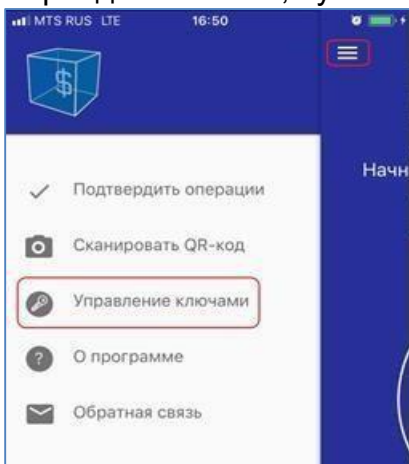 MTS RUS LTE 16:50
$
Начн
Подтвердить операции
Сканировать QR-код
Управление ключами
?
О программе
Обратная связь